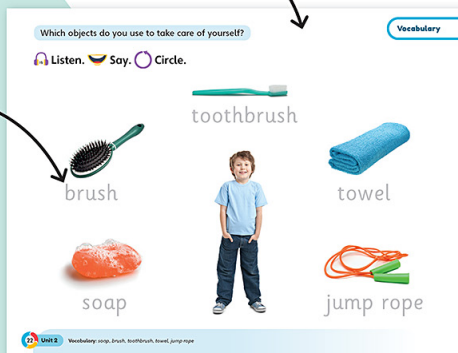 Which objects do you use to take care of yourself?
Vocabulary
Listen. Say. Circle.
toothbrush
brush
towel
soap
jump rope
22 Unit 2 Vocabulary: soap, brush, toothbrush, towel, jump rope